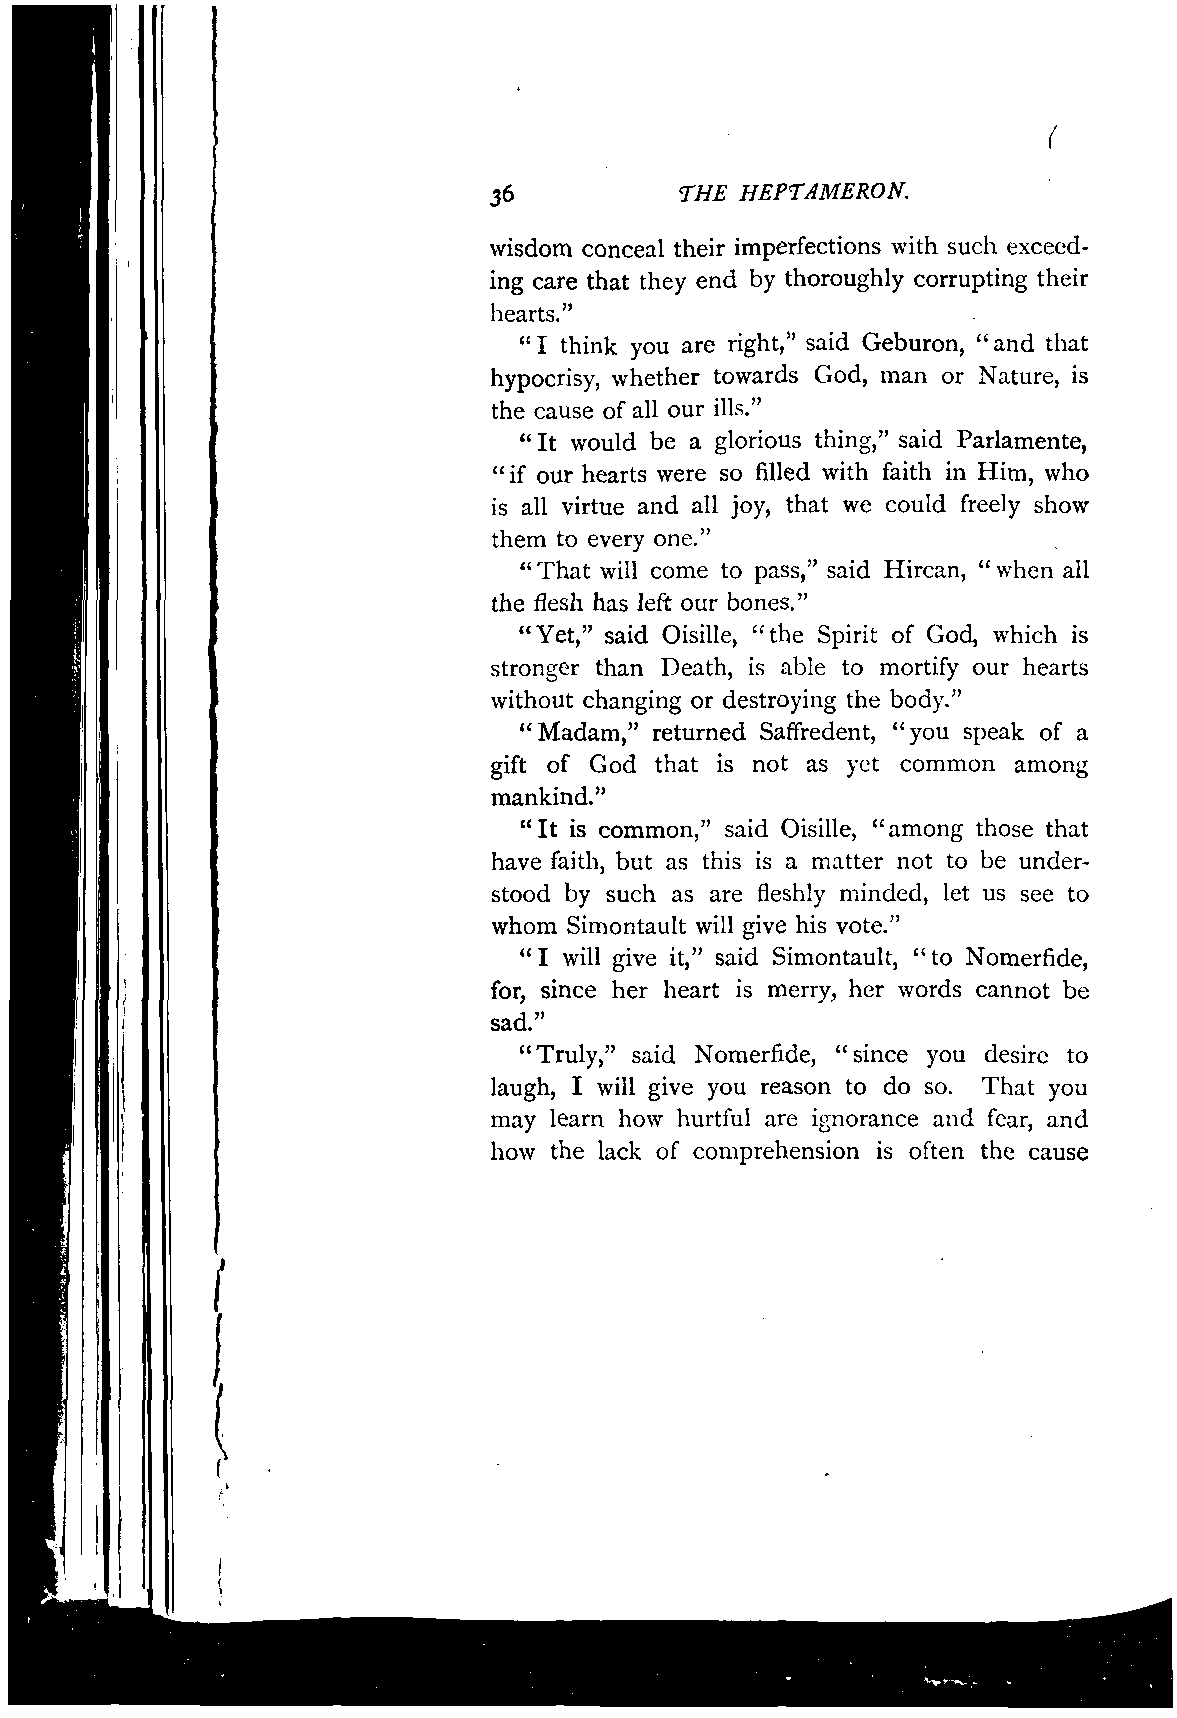 36 THE HEPTAMERON.
wisdom conceal their imperfections with such exceed-
ing care that they end by thoroughly corrupting their
hearts.”
“I think you are right,” said Geburon, “and that
hypocrisy, whether towards God, man or Nature, is
the cause of all our ills.”
“It would be a glorious thing,” said Parlamente,
“if our hearts were so filled with faith in Him, who
is all virtue and all joy, that we could freely show
them to every one.”
“That will come to pass,” said Hircan, “when all
the flesh has left our bones.”
“Yet,” said Oisille, “the Spirit of God, which is
stronger than Death, is able to mortify our hearts
without changing or destroying the body.”
“Madam,” returned Saffredent, “you speak of a
gift of God that is not as yet common among
mankind.”
“It is common,” said Oisille, “among those that
have faith, but as this is a matter not to be under-
stood by such as are fleshly minded, let us see to
whom Simontault will give his vote.”
“I will give it,” said Simontault, “to Nomerfide,
for, since her heart is merry, her words cannot be
sad.”
“Truly,” said Nomerfide, “since you desire to
laugh, I will give you reason to do so. That you
may learn how hurtful are ignorance and fear, and
how the lack of comprehension is often the cause